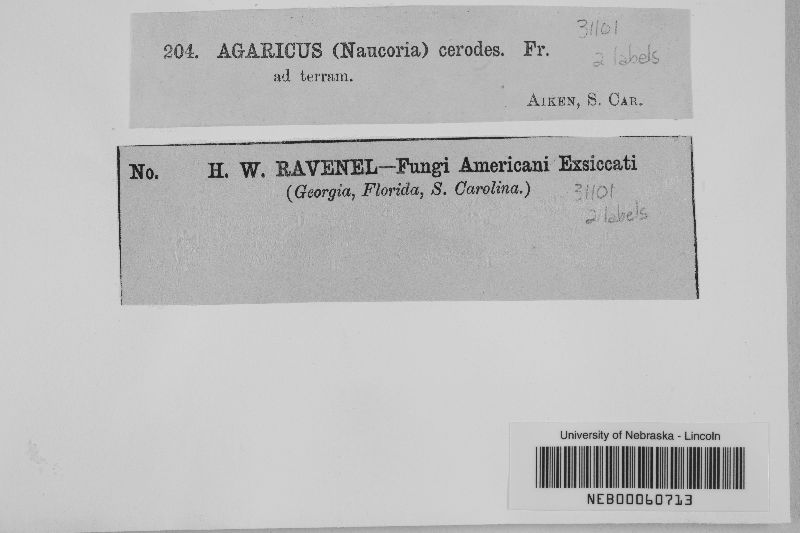 204. AGARICUS (Naucoria) cerodes. Fr.
ad terram.
AIKEN, S. CAR.
31101
2 labels
No. H. W. RAVENEL—Fungi Americani Exsiccati
(Georgia, Florida, S. Carolina.)
31101
2 labels
University of Nebraska - Lincoln
NEB00060713